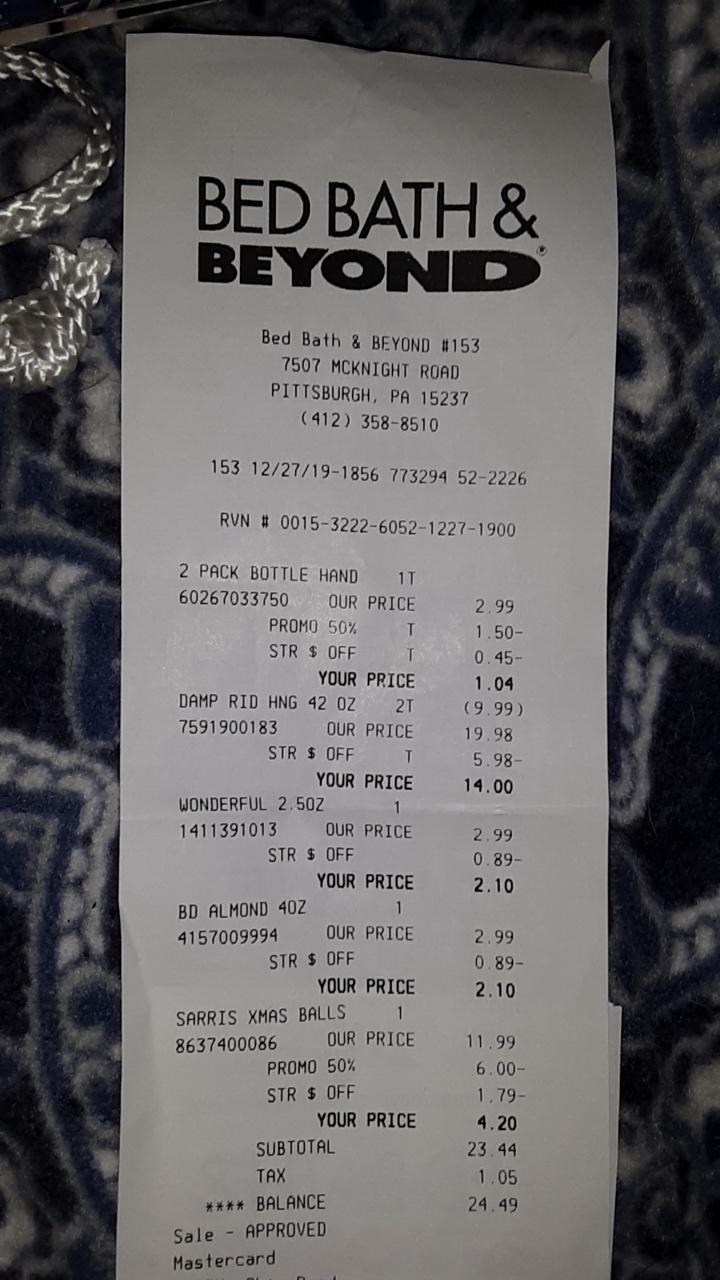 BED BATH &
BEYOND®
Bed Bath & BEYOND #153
7507 MCKNIGHT ROAD
PITTSBURGH, PA 15237
(412) 358-8510
153 12/27/19-1856 773294 52-2226
RVN # 0015-3222-6052-1227-1900
2 PACK BOTTLE HAND 1T
60267033750 OUR PRICE 2.99
PROMO 50% T 1.50-
STR $ OFF T 0.45-
YOUR PRICE 1.04
DAMP RID HNG 42 OZ 2T (9.99)
7591900183 OUR PRICE 19.98
STR $ OFF T 5.98-
YOUR PRICE 14.00
WONDERFUL 2.5OZ 1
1411391013 OUR PRICE 2.99
STR $ OFF 0.89-
YOUR PRICE 2.10
BD ALMOND 4OZ 1
4157009994 OUR PRICE 2.99
STR $ OFF 0.89-
YOUR PRICE 2.10
SARRIS XMAS BALLS 1
8637400086 OUR PRICE 11.99
PROMO 50% 6.00-
STR $ OFF 1.79-
YOUR PRICE 4.20
SUBTOTAL 23.44
TAX 1.05
**** BALANCE 24.49
Sale - APPROVED
Mastercard